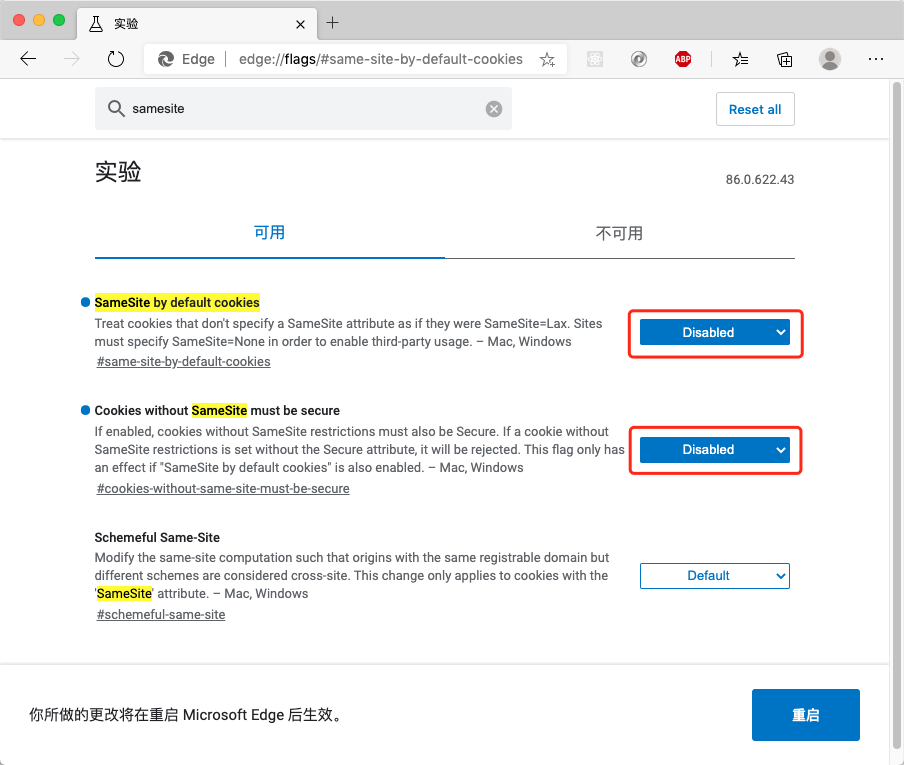 实验
Edge edge://flags/#same-site-by-default-cookies ABP
samesite
Reset all
实验
86.0.622.43
可用 不可用
SameSite by default cookies
Treat cookies that don't specify a SameSite attribute as if they were SameSite=Lax. Sites
must specify SameSite=None in order to enable third-party usage. – Mac, Windows
#same-site-by-default-cookies
Disabled
Cookies without SameSite must be secure
If enabled, cookies without SameSite restrictions must also be Secure. If a cookie without
SameSite restrictions is set without the Secure attribute, it will be rejected. This flag only has
an effect if "SameSite by default cookies" is also enabled. – Mac, Windows
#cookies-without-same-site-must-be-secure
Disabled
Schemeful Same-Site
Modify the same-site computation such that origins with the same registrable domain but
different schemes are considered cross-site. This change only applies to cookies with the
'SameSite' attribute. – Mac, Windows
#schemeful-same-site
Default
你所做的更改将在重启 Microsoft Edge 后生效。
重启